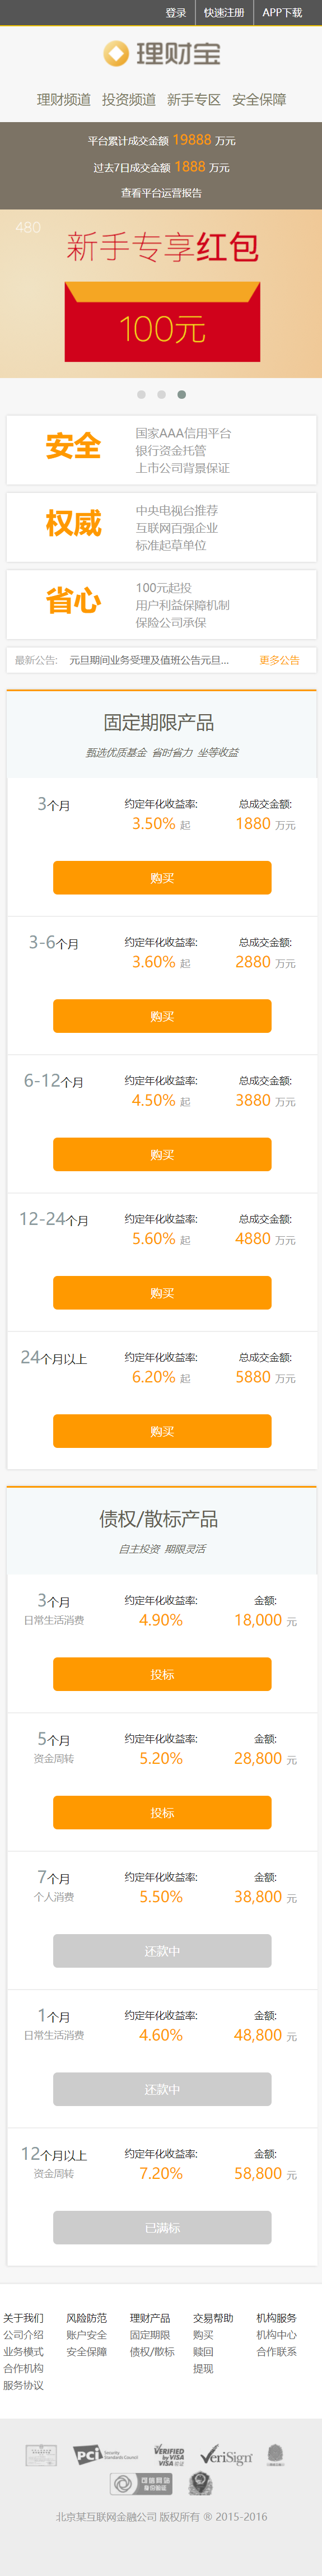 登录 快速注册 APP下载
理财宝
理财频道 投资频道 新手专区 安全保障
平台累计成交金额 19888 万元
过去7日成交金额 1888 万元
查看平台运营报告
480
新手专享红包
100元
安全
国家AAA信用平台
银行资金托管
上市公司背景保证
权威
中央电视台推荐
互联网百强企业
标准起草单位
省心
100元起投
用户利益保障机制
保险公司承保
最新公告: 元旦期间业务受理及值班公告元旦... 更多公告
固定期限产品
甄选优质基金 省时省力 坐等收益
3个月 约定年化收益率: 总成交金额:
3.50% 起 1880 万元
购买
3-6个月 约定年化收益率: 总成交金额:
3.60% 起 2880 万元
购买
6-12个月 约定年化收益率: 总成交金额:
4.50% 起 3880 万元
购买
12-24个月 约定年化收益率: 总成交金额:
5.60% 起 4880 万元
购买
24个月以上 约定年化收益率: 总成交金额:
6.20% 起 5880 万元
购买
债权/散标产品
自主投资 期限灵活
3个月 约定年化收益率: 金额:
日常生活消费 4.90% 18,000 元
投标
5个月 约定年化收益率: 金额:
资金周转 5.20% 28,800 元
投标
7个月 约定年化收益率: 金额:
个人消费 5.50% 38,800 元
还款中
1个月 约定年化收益率: 金额:
日常生活消费 4.60% 48,800 元
还款中
12个月以上 约定年化收益率: 金额:
资金周转 7.20% 58,800 元
已满标
关于我们 风险防范 理财产品 交易帮助 机构服务
公司介绍 账户安全 固定期限 购买 机构中心
业务模式 安全保障 债权/散标 赎回 合作联系
合作机构 提现
服务协议
PCI Security Standards Council VERIFIED by VISA VeriSign
可信网站
身份验证
北京某互联网金融公司 版权所有 ® 2015-2016